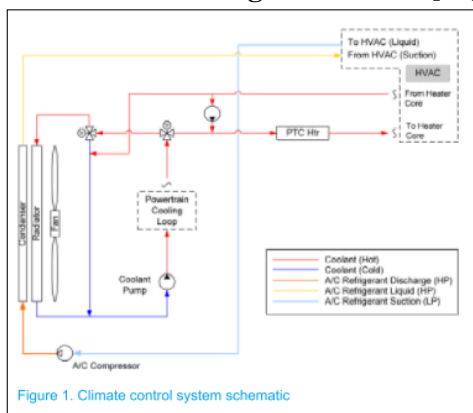 To HVAC (Liquid)
From HVAC (Suction)
HVAC
From Heater
Core
To Heater
Core
PTC Htr
Powertrain
Cooling
Loop
Condenser
Radiator
Fan
Coolant
Pump
A/C Compressor
Coolant (Hot)
Coolant (Cold)
A/C Refrigerant Discharge (HP)
A/C Refrigerant Liquid (HP)
A/C Refrigerant Suction (LP)
Figure 1. Climate control system schematic